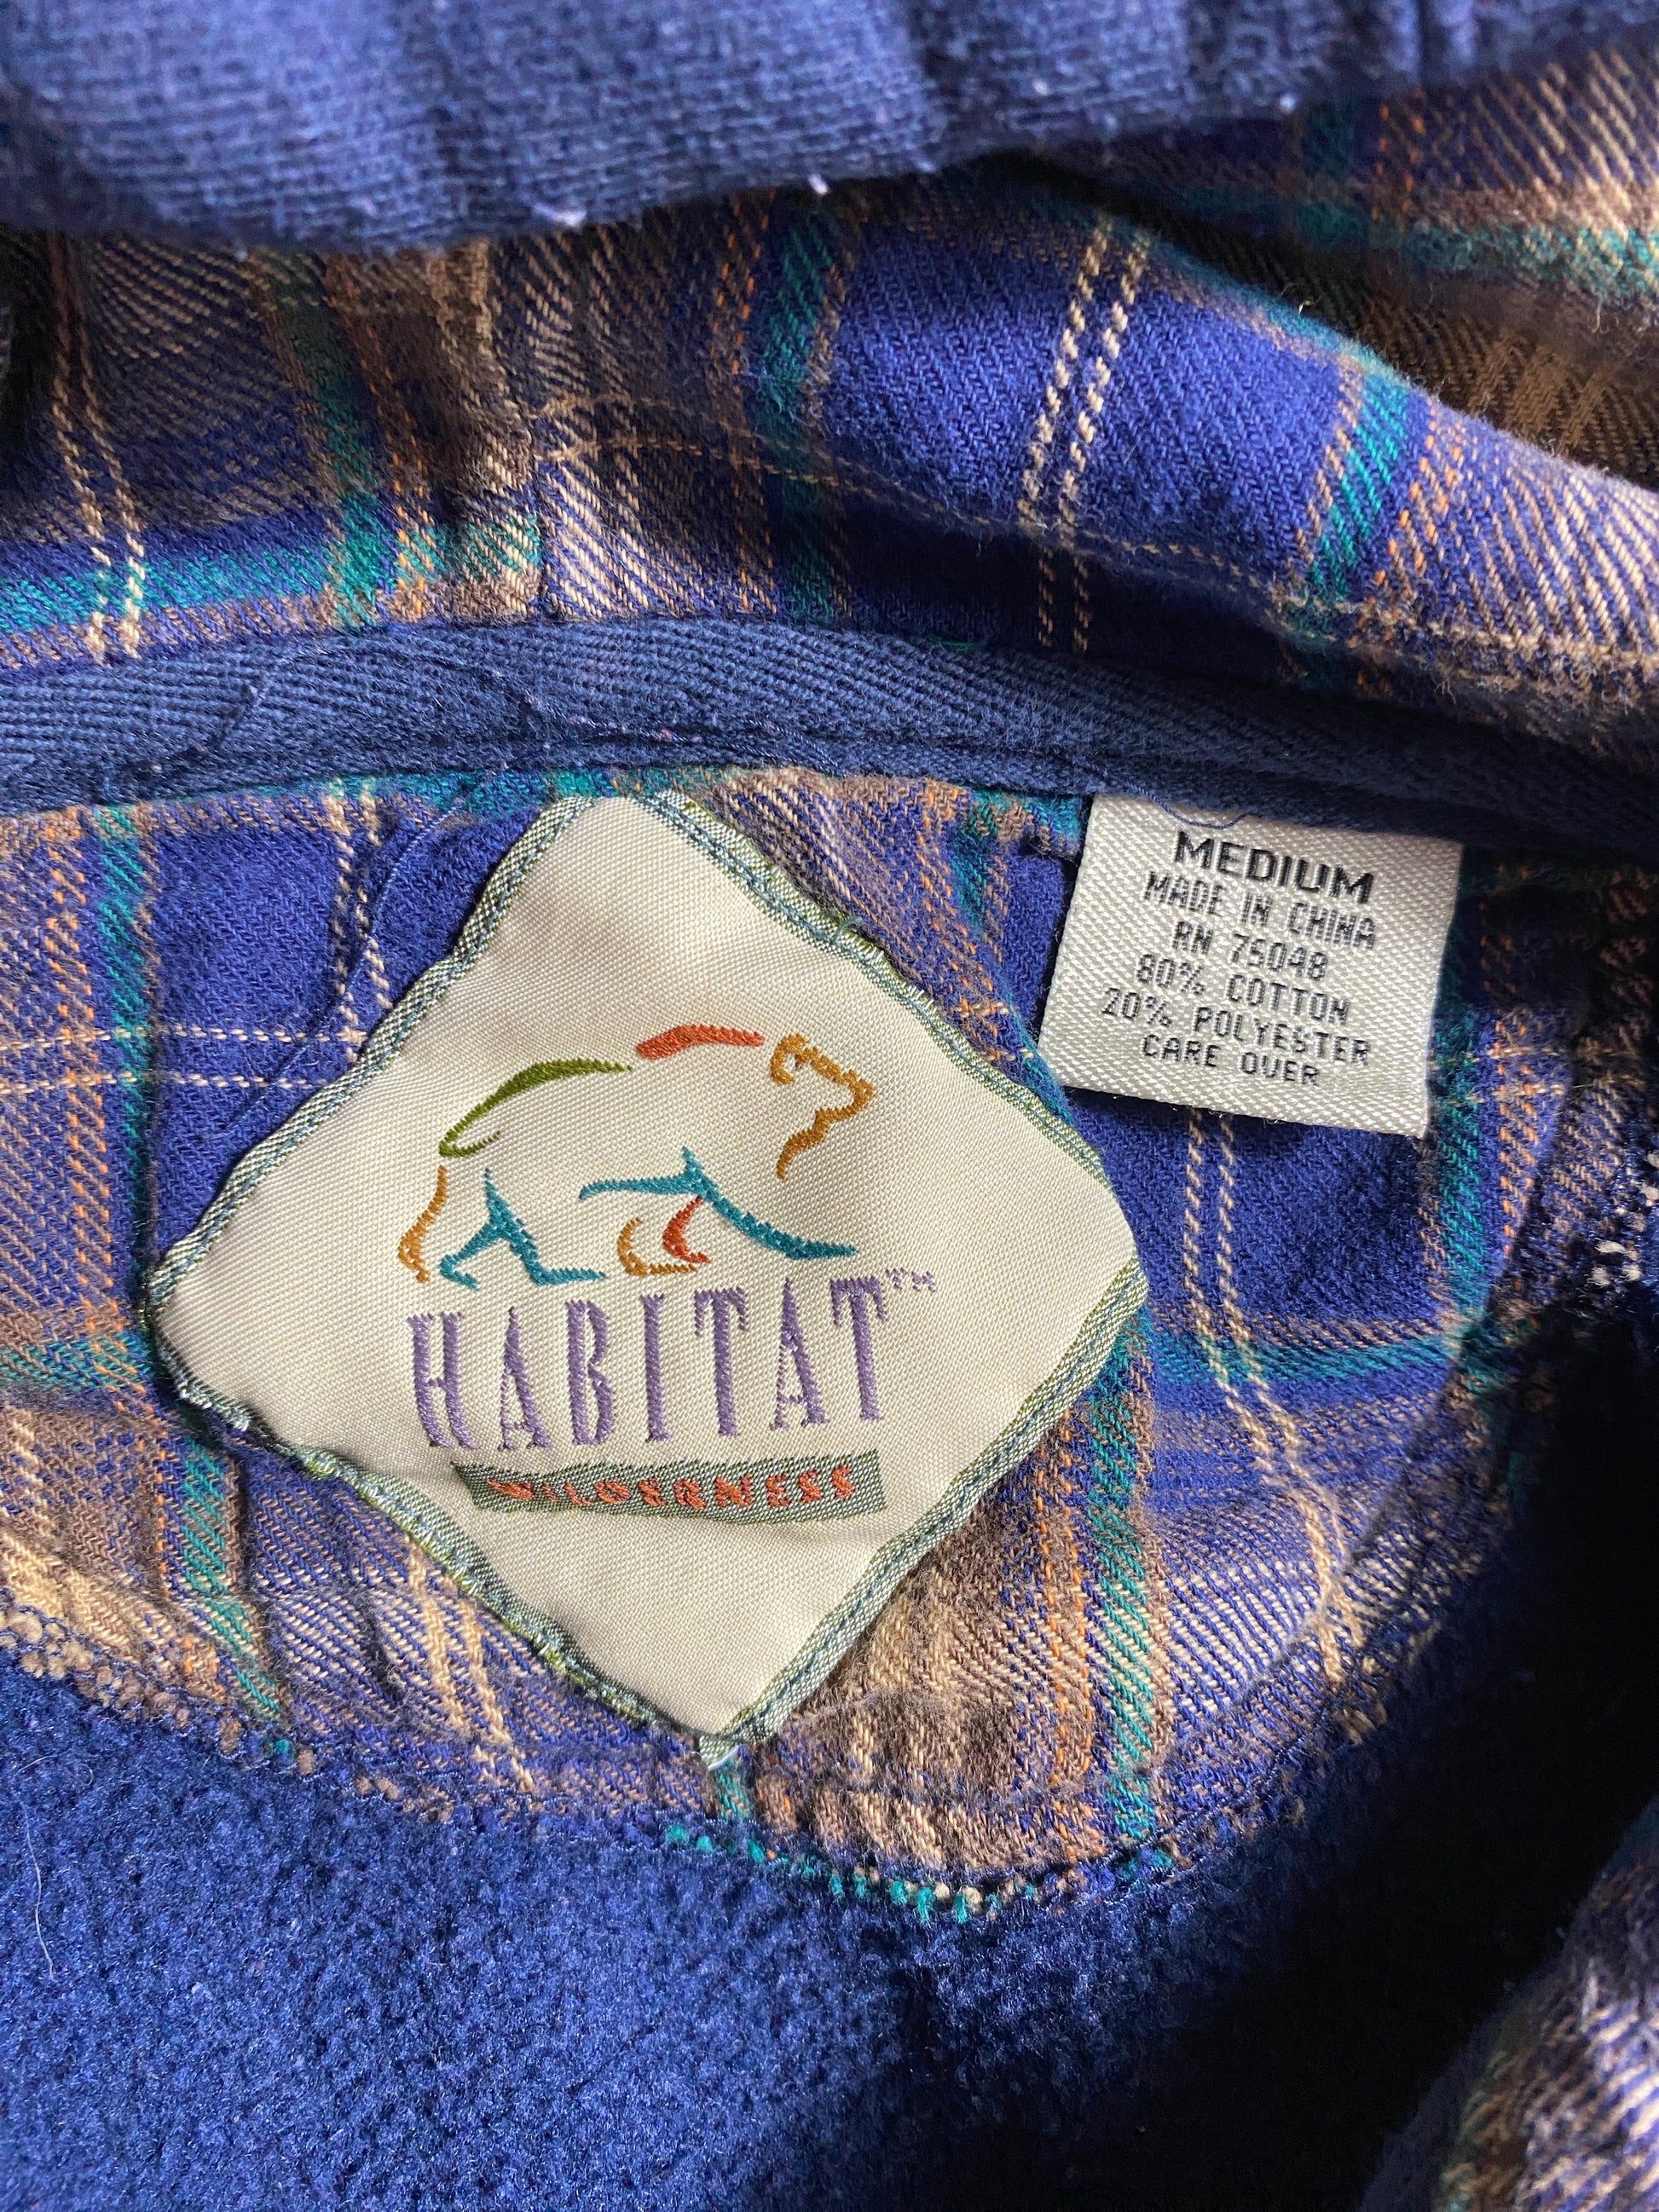 HABITAT™
WILDERNESS
MEDIUM
MADE IN CHINA
RN 75048
80% COTTON
20% POLYESTER
CARE OVER